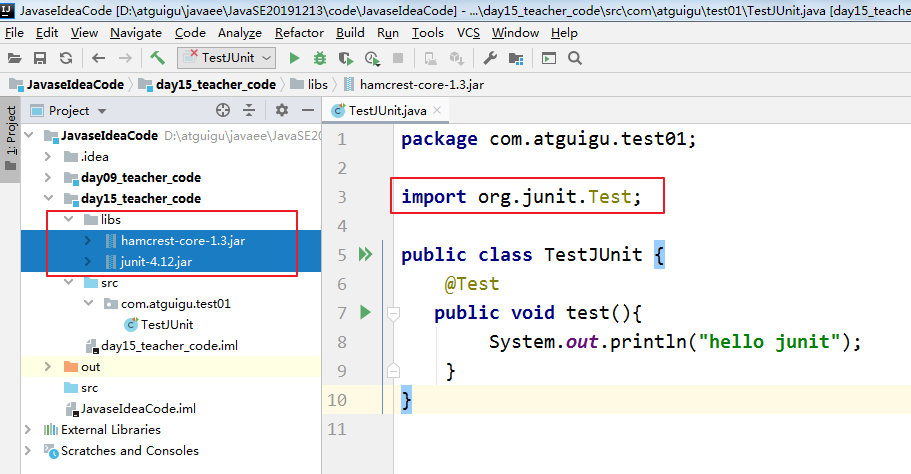 JavaseIdeaCode [D:\atguigu\javaee\JavaSE20191213\code\JavaseIdeaCode] - ...\day15_teacher_code\src\com\atguigu\test01\TestJUnit.java [day15_teache
File Edit View Navigate Code Analyze Refactor Build Run Tools VCS Window Help
TestJUnit
JavaseIdeaCode day15_teacher_code libs hamcrest-core-1.3.jar
1: Project
Project
JavaseIdeaCode D:\atguigu\javaee\JavaSE20
.idea
day09_teacher_code
day15_teacher_code
libs
hamcrest-core-1.3.jar
junit-4.12.jar
src
com.atguigu.test01
TestJUnit
day15_teacher_code.iml
out
src
JavaseIdeaCode.iml
External Libraries
Scratches and Consoles
TestJUnit.java
1 package com.atguigu.test01;
2
3 import org.junit.Test;
4
5 public class TestJUnit {
6 @Test
7 public void test(){
8 System.out.println("hello junit");
9 }
10 }
11